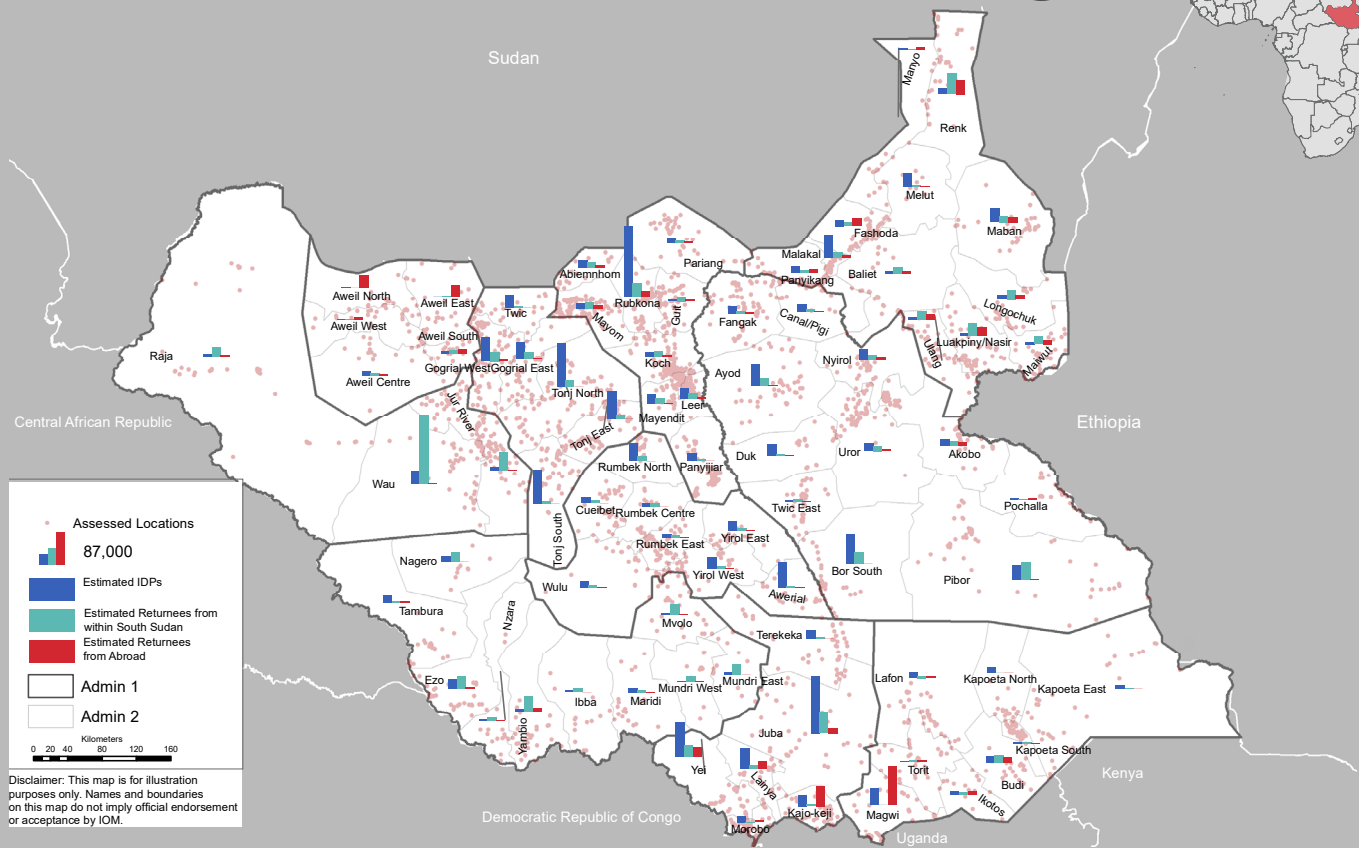 Sudan
Manyo
Renk
Melut
Maban
Fashoda
Malakal
Pariang
Abiemnhom
Panyikang
Baliet
Aweil North
Aweil East
Rubkona
Guit
Longochuk
Twic
Mayom
Fangak
Canal/Pigi
Aweil West
Aweil South
Luakpiny/Nasir
Ulang
Maiwut
Raja
Gogrial West
Gogrial East
Koch
Nyirol
Ayod
Aweil Centre
Tonj North
Leer
Mayendit
Jur River
Central African Republic
Ethiopia
Tonj East
Duk
Uror
Akobo
Rumbek North
Panyijiar
Wau
Pochalla
Cueibet
Rumbek Centre
Twic East
Tonj South
Rumbek East
Yirol East
Nagero
Yirol West
Bor South
Pibor
Wulu
Awerial
Tambura
Nzara
Mvolo
Terekeka
Ezo
Mundri West
Mundri East
Lafon
Kapoeta North
Kapoeta East
Ibba
Maridi
Yambio
Juba
Kapoeta South
Yei
Torit
Kenya
Lainya
Budi
Ikotos
Kajo-keji
Magwi
Democratic Republic of Congo
Morobo
Uganda
Assessed Locations
87,000
Estimated IDPs
Estimated Returnees from
within South Sudan
Estimated Returnees
from Abroad
Admin 1
Admin 2
Kilometers
0 20 40 80 120 160
Disclaimer: This map is for illustration
purposes only. Names and boundaries
on this map do not imply official endorsement
or acceptance by IOM.